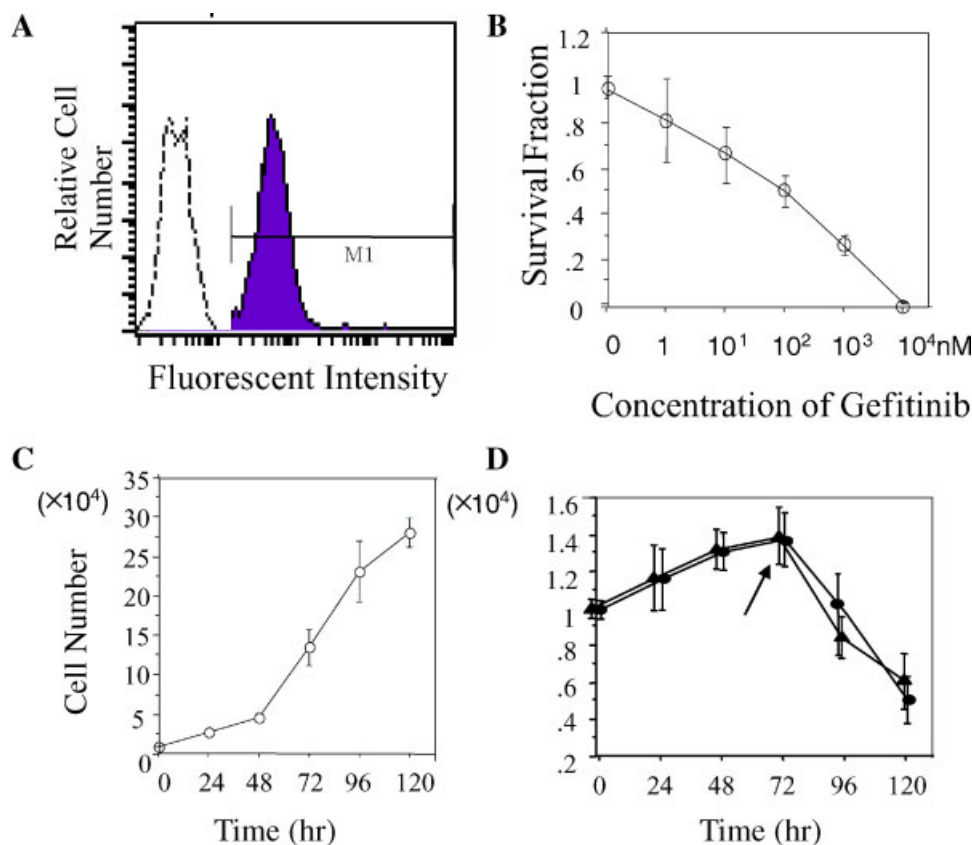 A
Relative Cell
Number
M1
Fluorescent Intensity
B
Survival Fraction
1.2
1
.8
.6
.4
.2
0
0 1 10¹ 10² 10³ 10⁴nM
Concentration of Gefitinib
C
(×10⁴)
Cell Number
35
30
25
20
15
10
5
0
0 24 48 72 96 120
Time (hr)
D
(×10⁴)
1.6
1.4
1.2
1
.8
.6
.4
.2
0 24 48 72 96 120
Time (hr)